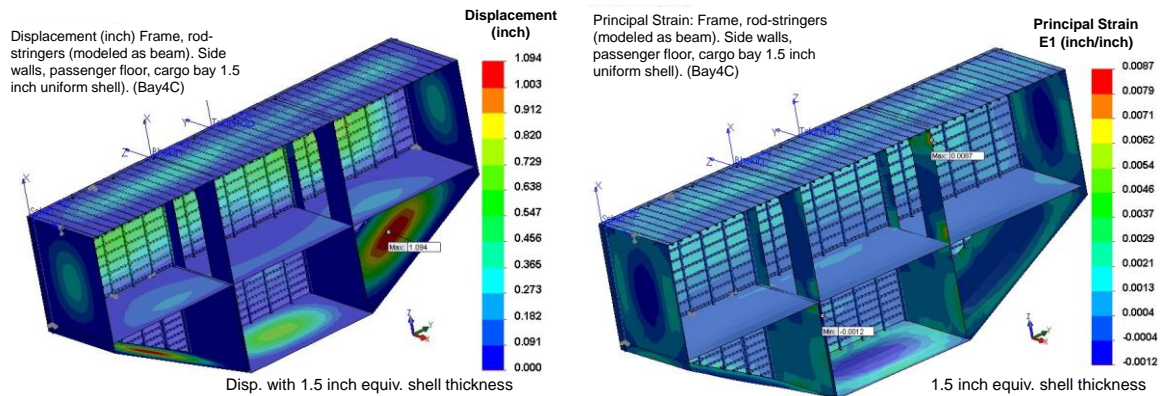 Displacement (inch) Frame, rod-
stringers (modeled as beam). Side
walls, passenger floor, cargo bay 1.5
inch uniform shell). (Bay4C)
Displacement
(inch)
1.094
1.003
0.912
0.820
0.729
0.638
0.547
0.456
0.365
0.273
0.182
0.091
0.000
X
Y
Z
X
Z
X
Max: 1.094
Z
Y
X
Disp. with 1.5 inch equiv. shell thickness
Principal Strain: Frame, rod-stringers
(modeled as beam). Side walls,
passenger floor, cargo bay 1.5 inch
uniform shell). (Bay4C)
Principal Strain
E1 (inch/inch)
0.0087
0.0079
0.0071
0.0062
0.0054
0.0046
0.0037
0.0029
0.0021
0.0013
0.0004
-0.0004
-0.0012
Z
Y
X
Z
X
Max: 0.0087
Min: -0.0012
Z
Y
X
1.5 inch equiv. shell thickness